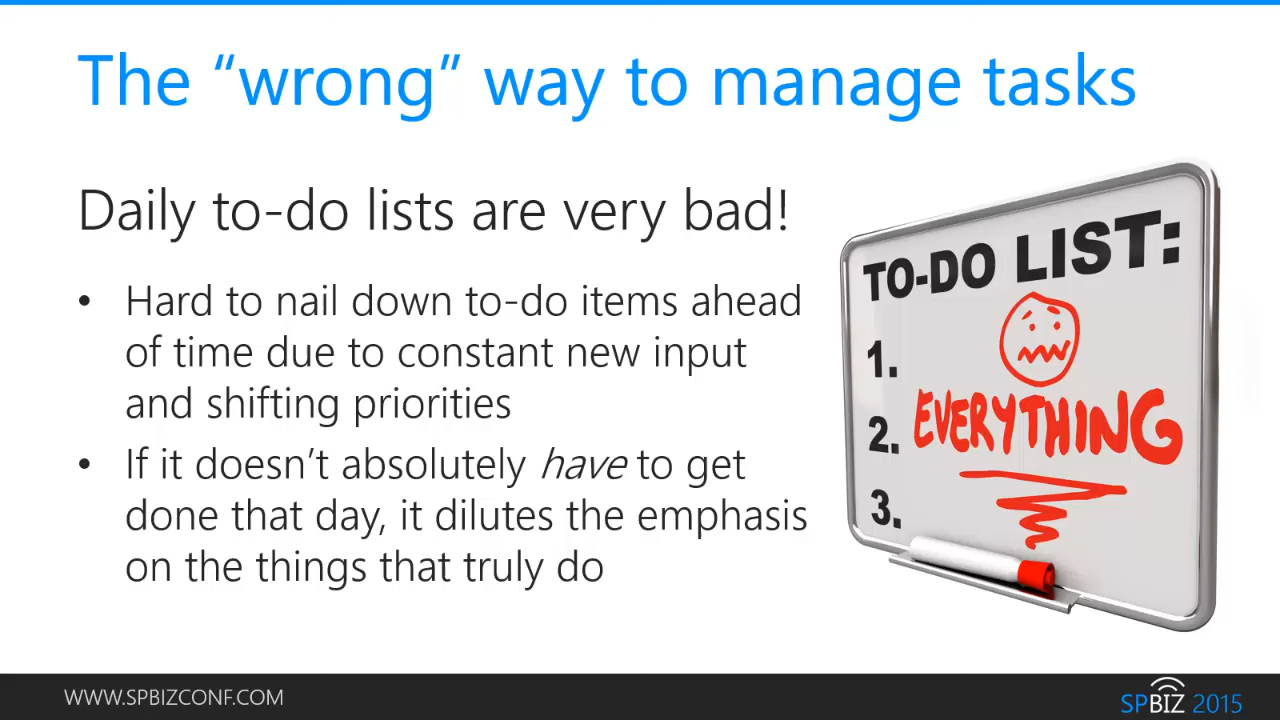 The “wrong” way to manage tasks
Daily to-do lists are very bad!
• Hard to nail down to-do items ahead
of time due to constant new input
and shifting priorities
• If it doesn’t absolutely have to get
done that day, it dilutes the emphasis
on the things that truly do
TO-DO LIST:
1.
2. EVERYTHING
3.
WWW.SPBIZCONF.COM
SPBIZ 2015